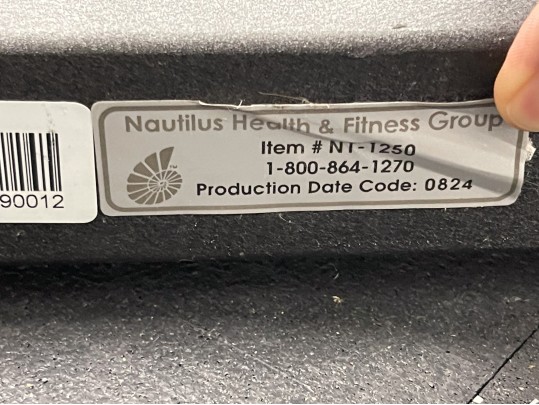 Nautilus Health & Fitness Group
Item # NT-1250
1-800-864-1270
Production Date Code: 0824
90012